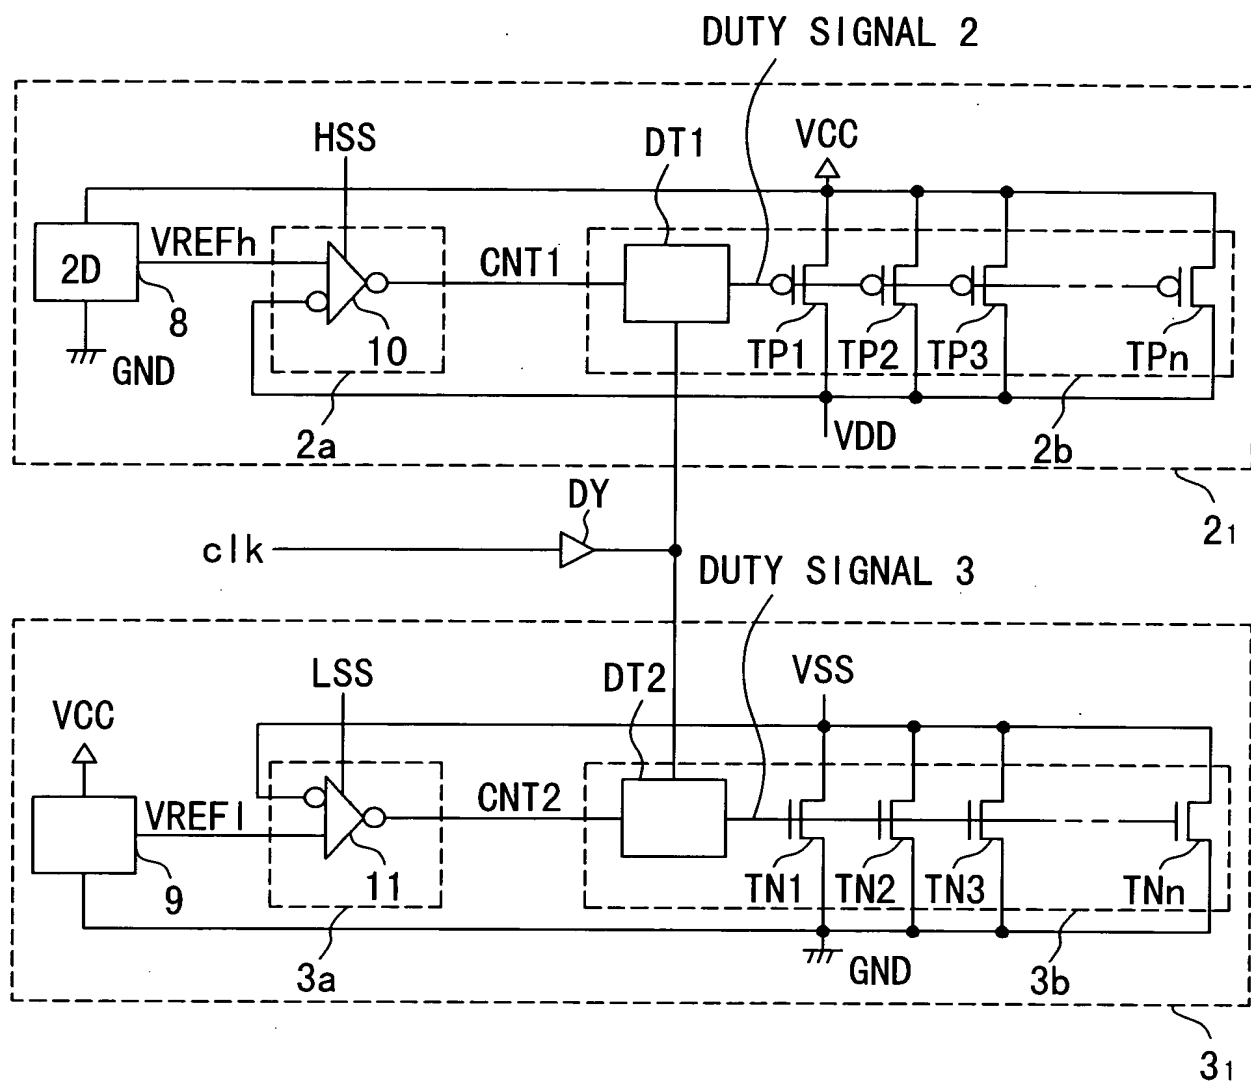 DUTY SIGNAL 2
HSS
DT1
VCC
VREFh
2D
CNT1
8
GND
10
TP1
TP2
TP3
TPn
2a
VDD
2b
21
DY
clk
DUTY SIGNAL 3
LSS
DT2
VSS
VCC
VREFl
CNT2
9
11
TN1
TN2
TN3
TNn
3a
GND
3b
31